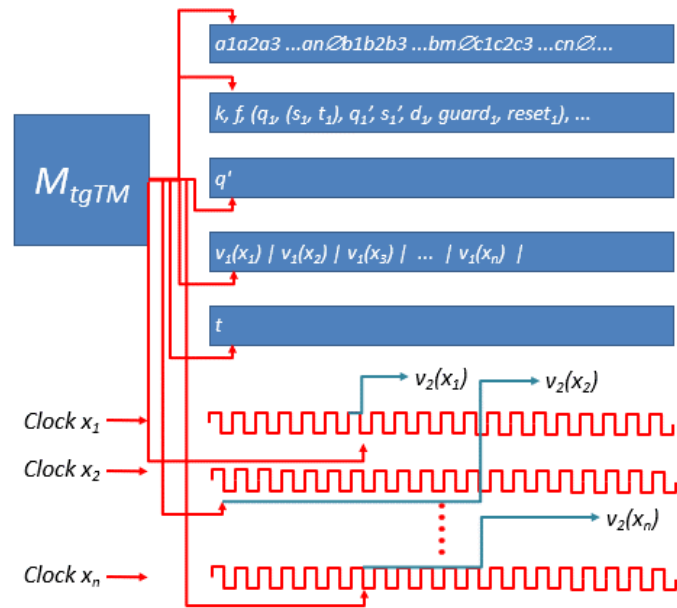 a1a2a3 ...an∅b1b2b3 ...bm∅c1c2c3 ...cn∅....
k, f, (q₁, (s₁, t₁), q₁', s₁', d₁, guard₁, reset₁), ...
M_tgTM
q'
v₁(x₁) | v₁(x₂) | v₁(x₃) | ... | v₁(xₙ) |
t
v₂(x₁)
v₂(x₂)
Clock x₁
Clock x₂
v₂(xₙ)
Clock xₙ